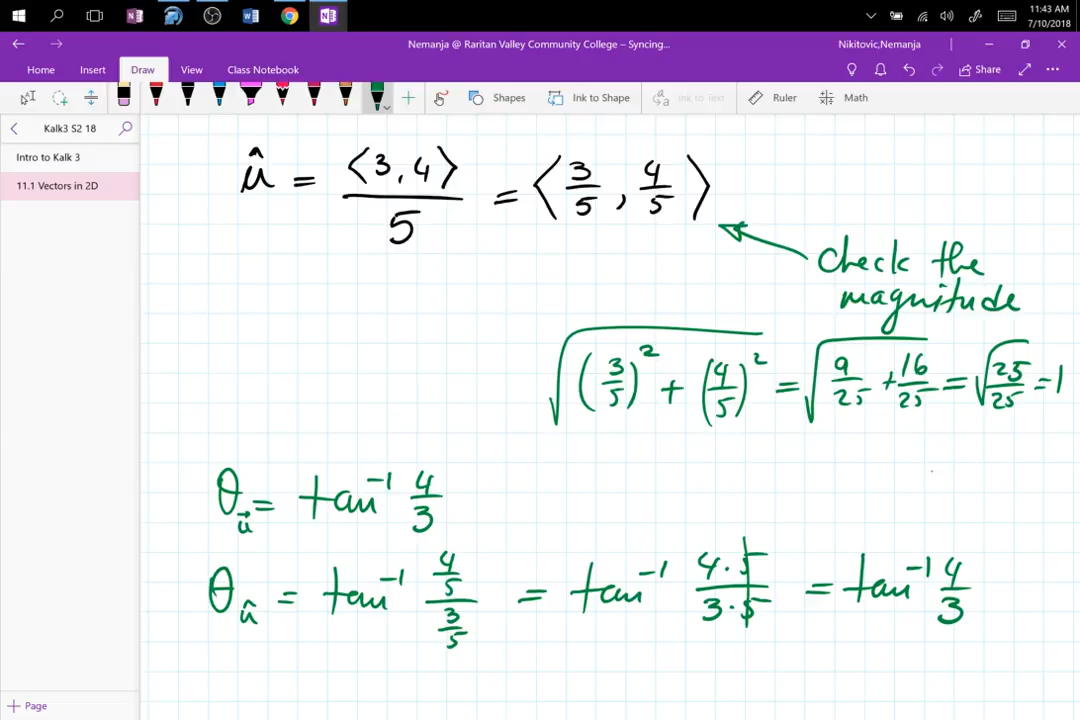 11:43 AM
7/10/2018
Nemanja @ Raritan Valley Community College – Syncing...
Nikitovic,Nemanja
Home Insert Draw View Class Notebook Share
Shapes Ink to Shape Ink to Text Ruler Math
Kalk3 S2 18
Intro to Kalk 3
11.1 Vectors in 2D
û = ⟨3, 4⟩ / 5 = ⟨3/5, 4/5⟩
check the
magnitude
√((3/5)² + (4/5)²) = √(9/25 + 16/25) = √(25/25) = 1
θ_u⃗ = tan⁻¹ 4/3
θ_û = tan⁻¹ (4/5)/(3/5) = tan⁻¹ (4·5)/(3·5) = tan⁻¹ 4/3
+ Page